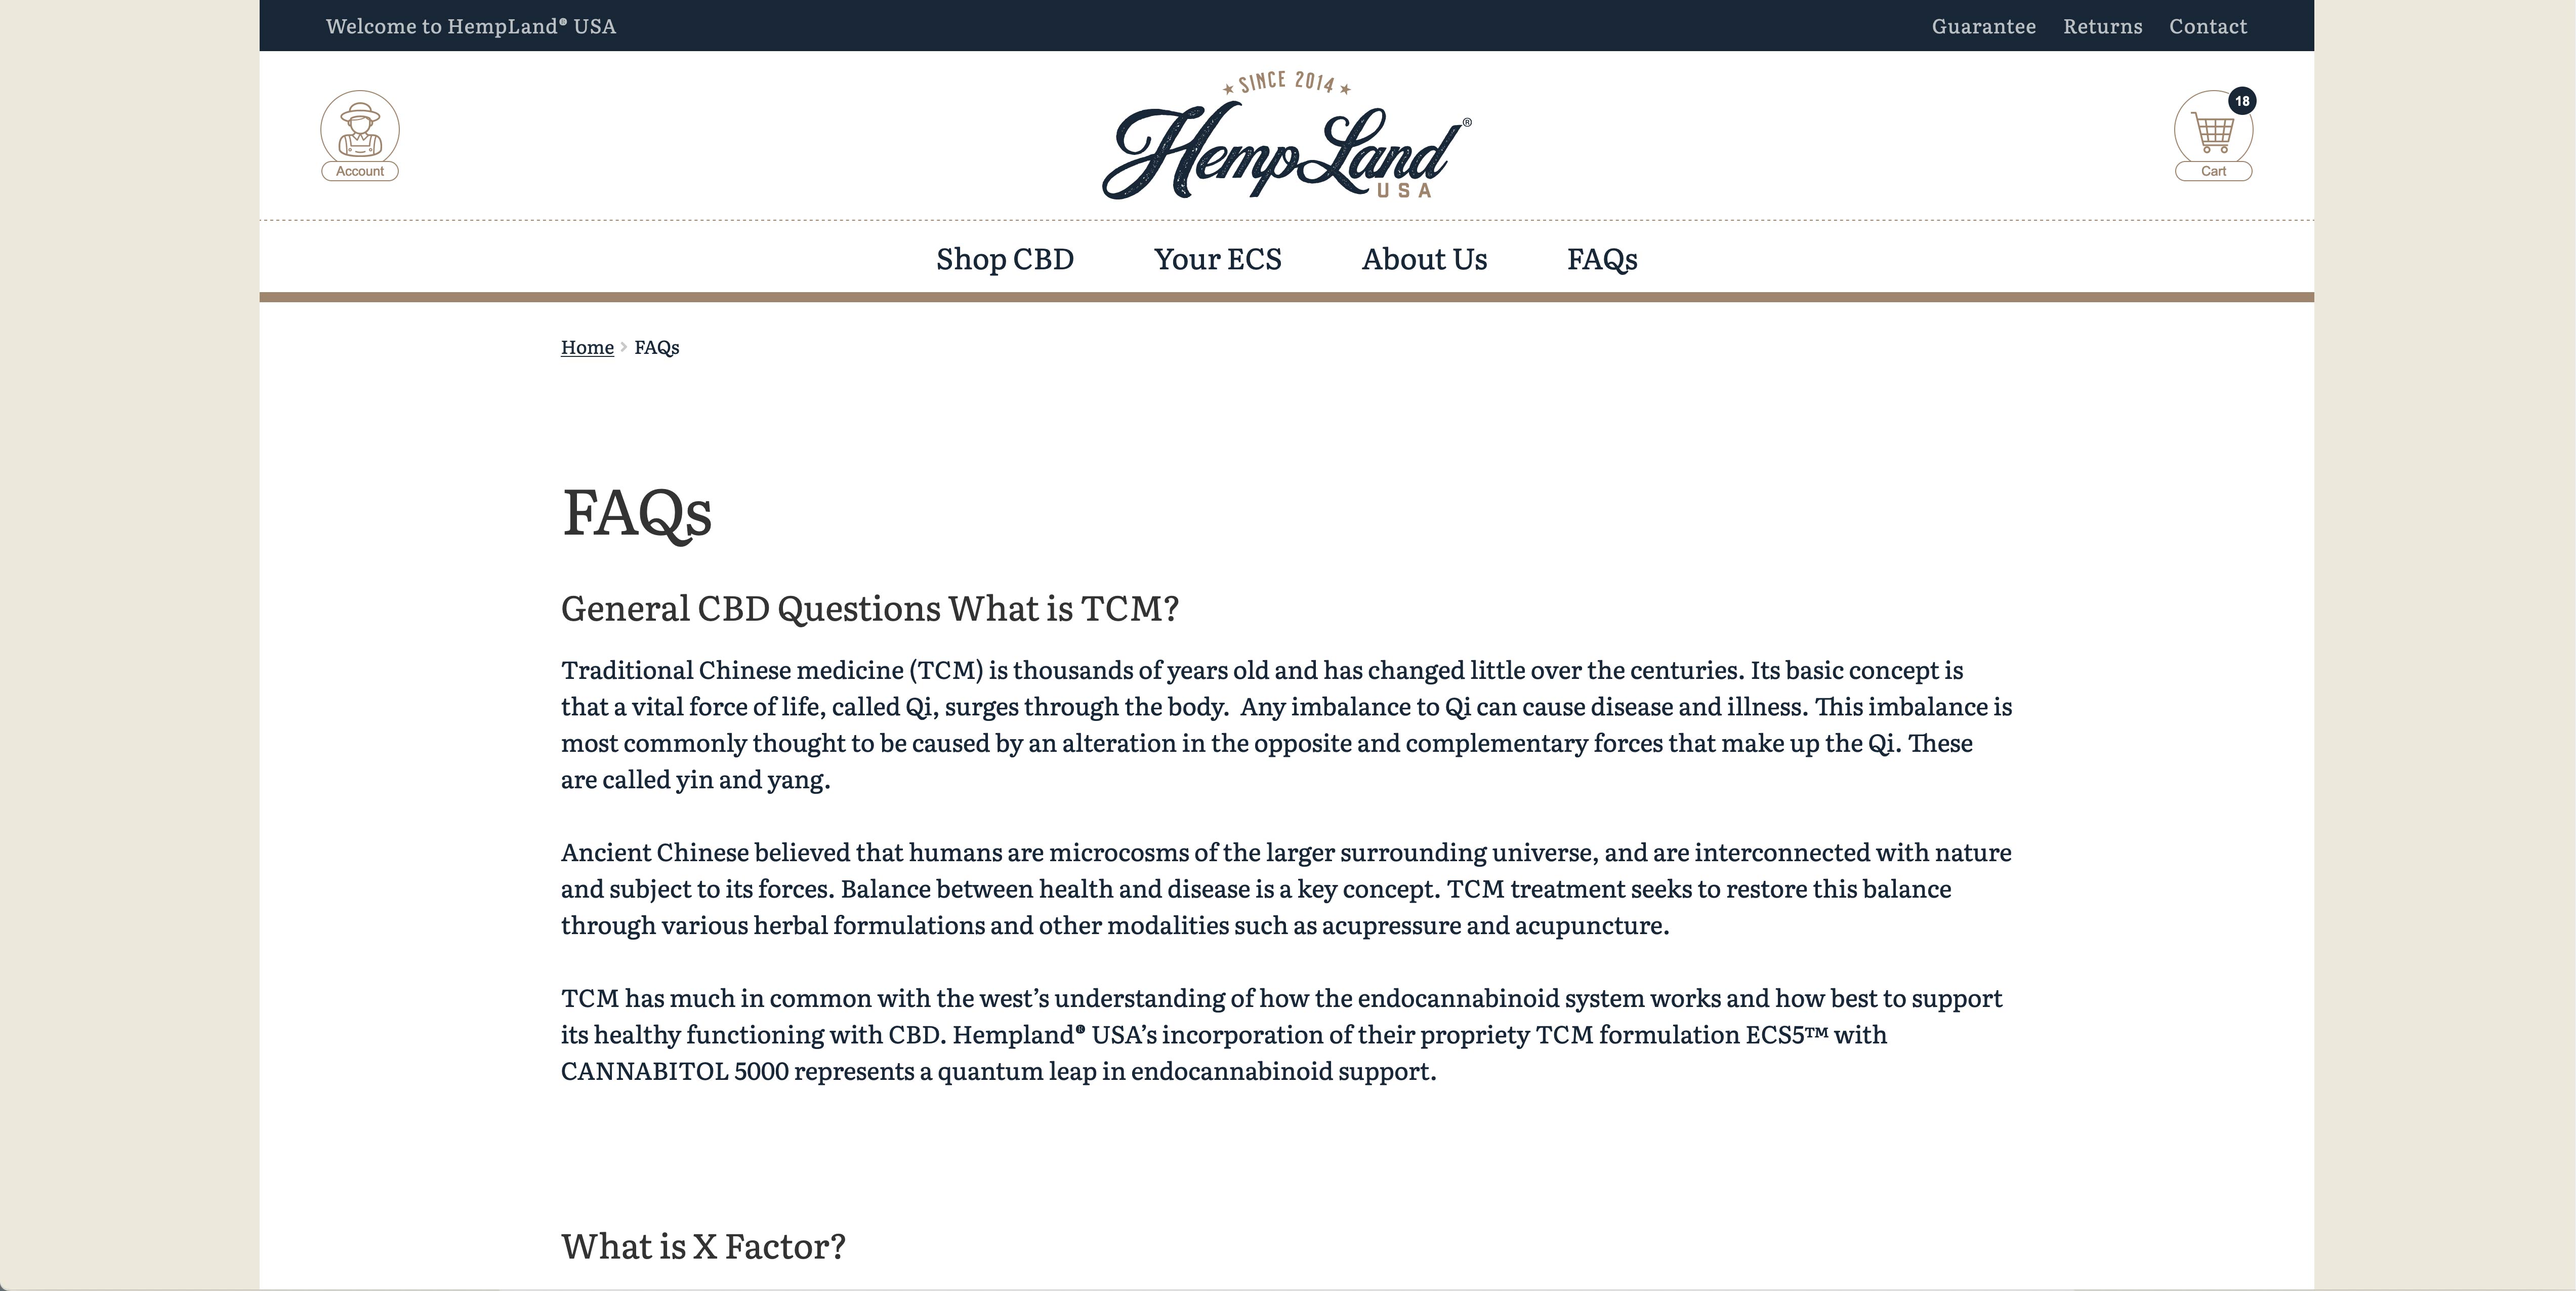 Welcome to HempLand® USA
Guarantee Returns Contact
Account
SINCE 2014
HempLand®
USA
18
Cart
Shop CBD Your ECS About Us FAQs
Home > FAQs
FAQs
General CBD Questions What is TCM?
Traditional Chinese medicine (TCM) is thousands of years old and has changed little over the centuries. Its basic concept is
that a vital force of life, called Qi, surges through the body.  Any imbalance to Qi can cause disease and illness. This imbalance is
most commonly thought to be caused by an alteration in the opposite and complementary forces that make up the Qi. These
are called yin and yang.
Ancient Chinese believed that humans are microcosms of the larger surrounding universe, and are interconnected with nature
and subject to its forces. Balance between health and disease is a key concept. TCM treatment seeks to restore this balance
through various herbal formulations and other modalities such as acupressure and acupuncture.
TCM has much in common with the west’s understanding of how the endocannabinoid system works and how best to support
its healthy functioning with CBD. Hempland® USA’s incorporation of their propriety TCM formulation ECS5™ with
CANNABITOL 5000 represents a quantum leap in endocannabinoid support.
What is X Factor?